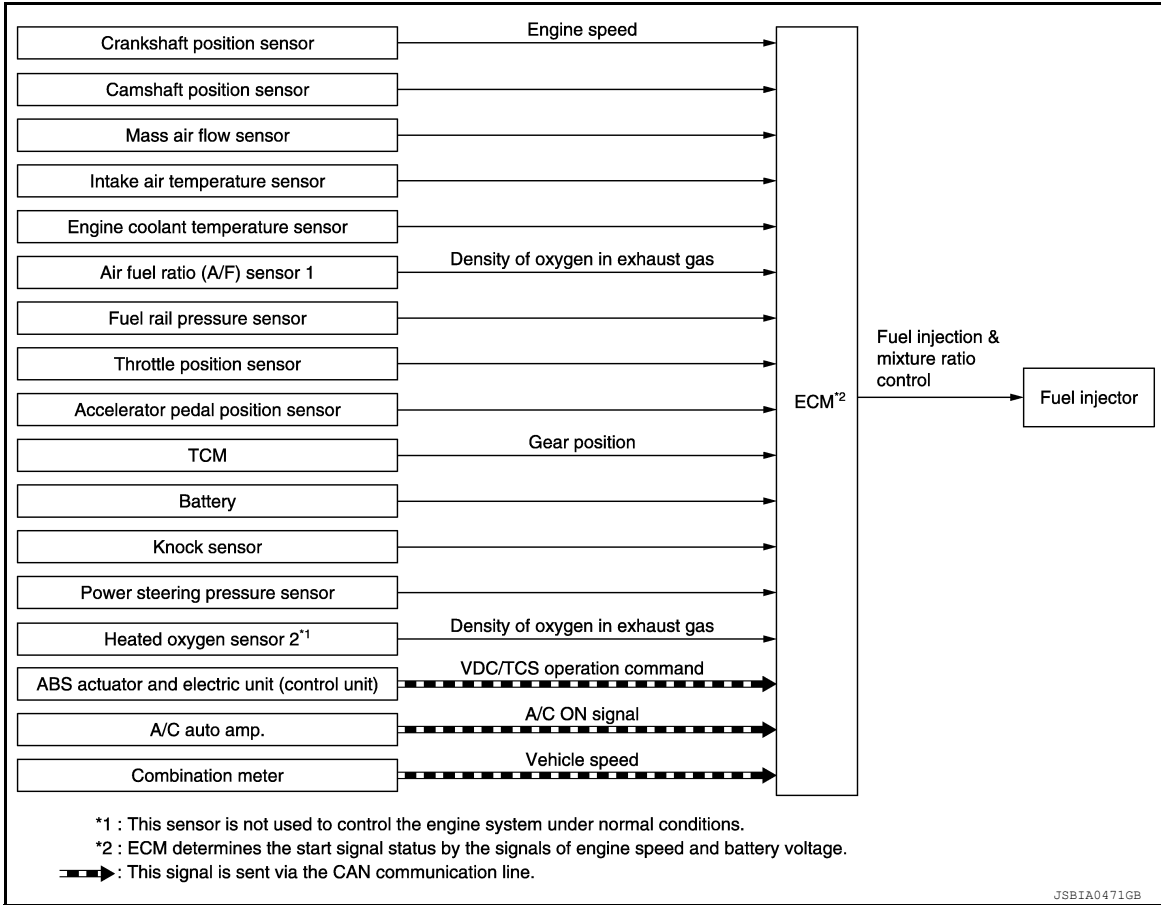 Crankshaft position sensor
Engine speed
Camshaft position sensor
Mass air flow sensor
Intake air temperature sensor
Engine coolant temperature sensor
Air fuel ratio (A/F) sensor 1
Density of oxygen in exhaust gas
Fuel rail pressure sensor
Throttle position sensor
Accelerator pedal position sensor
TCM
Gear position
Battery
Knock sensor
Power steering pressure sensor
Heated oxygen sensor 2*1
Density of oxygen in exhaust gas
ABS actuator and electric unit (control unit)
VDC/TCS operation command
A/C auto amp.
A/C ON signal
Combination meter
Vehicle speed
ECM*2
Fuel injection &
mixture ratio
control
Fuel injector
*1 : This sensor is not used to control the engine system under normal conditions.
*2 : ECM determines the start signal status by the signals of engine speed and battery voltage.
: This signal is sent via the CAN communication line.
JSBIA0471GB